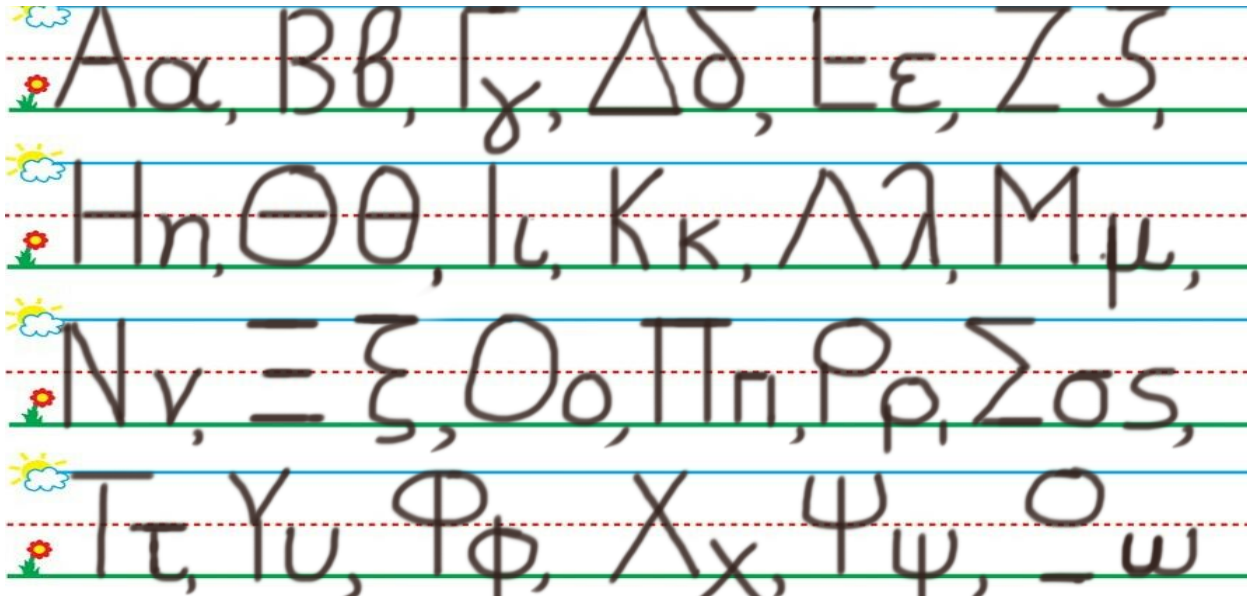 Αα, Ββ, Γγ, Δδ, Εε, Ζζ,
Ηη, Θθ, Ιι, Κκ, Λλ, Μμ,
Νν, Ξξ, Οο, Ππ, Ρρ, Σσς,
Ττ, Υυ, Φφ, Χχ, Ψψ, Ωω